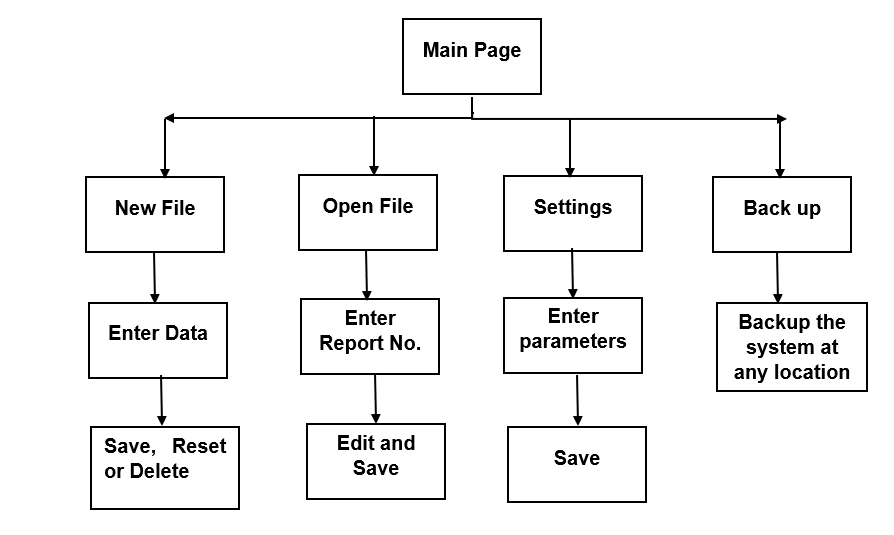 Main Page
New File
Open File
Settings
Back up
Enter Data
Enter
Report No.
Enter
parameters
Backup the
system at
any location
Save, Reset
or Delete
Edit and
Save
Save